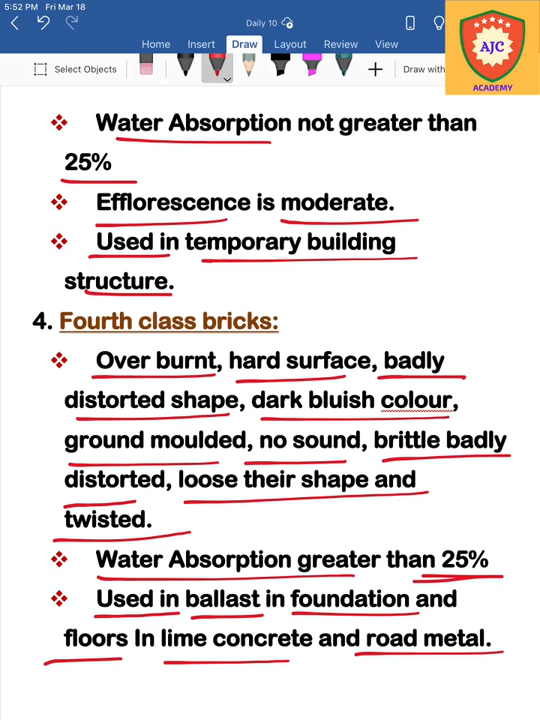 5:52 PM Fri Mar 18
Daily 10
Home Insert Draw Layout Review View
Select Objects
Draw with
AJC
ACADEMY
❖ Water Absorption not greater than
25%
❖ Efflorescence is moderate.
❖ Used in temporary building
structure.
4. Fourth class bricks:
❖ Over burnt, hard surface, badly
distorted shape, dark bluish colour,
ground moulded, no sound, brittle badly
distorted, loose their shape and
twisted.
❖ Water Absorption greater than 25%
❖ Used in ballast in foundation and
floors In lime concrete and road metal.